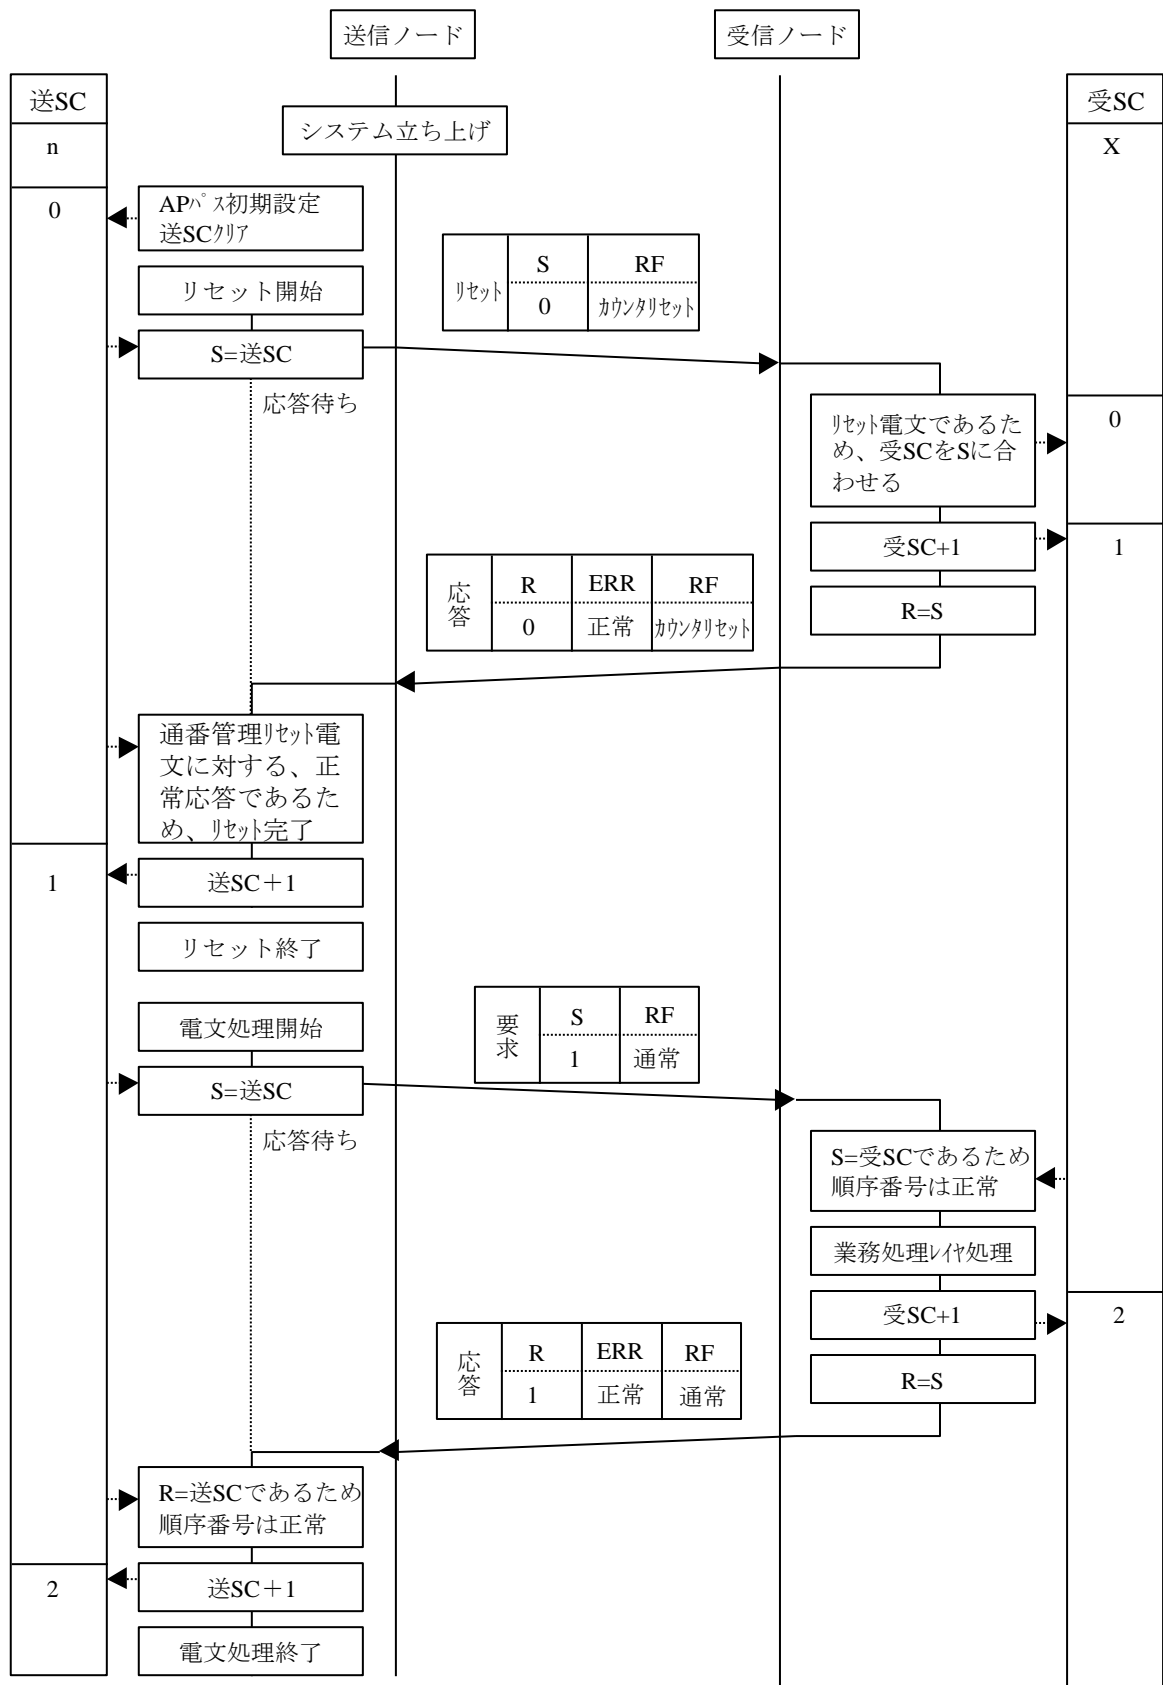 送信ノード
受信ノード
送SC
受SC
n
X
システム立ち上げ
0
APﾊﾟｽ初期設定
送SCｸﾘｱ
リセット開始
ﾘｾｯﾄ
S
RF
0
ｶｳﾝﾀﾘｾｯﾄ
S=送SC
応答待ち
ﾘｾｯﾄ電文であるた
め、受SCをSに合
わせる
0
受SC+1
1
R=S
応答
R
ERR
RF
0
正常
ｶｳﾝﾀﾘｾｯﾄ
通番管理ﾘｾｯﾄ電
文に対する、正
常応答であるた
め、ﾘｾｯﾄ完了
1
送SC＋1
リセット終了
電文処理開始
要求
S
RF
1
通常
S=送SC
応答待ち
S=受SCであるため
順序番号は正常
業務処理ﾚｲﾔ処理
受SC+1
2
R=S
応答
R
ERR
RF
1
正常
通常
R=送SCであるため
順序番号は正常
2
送SC＋1
電文処理終了